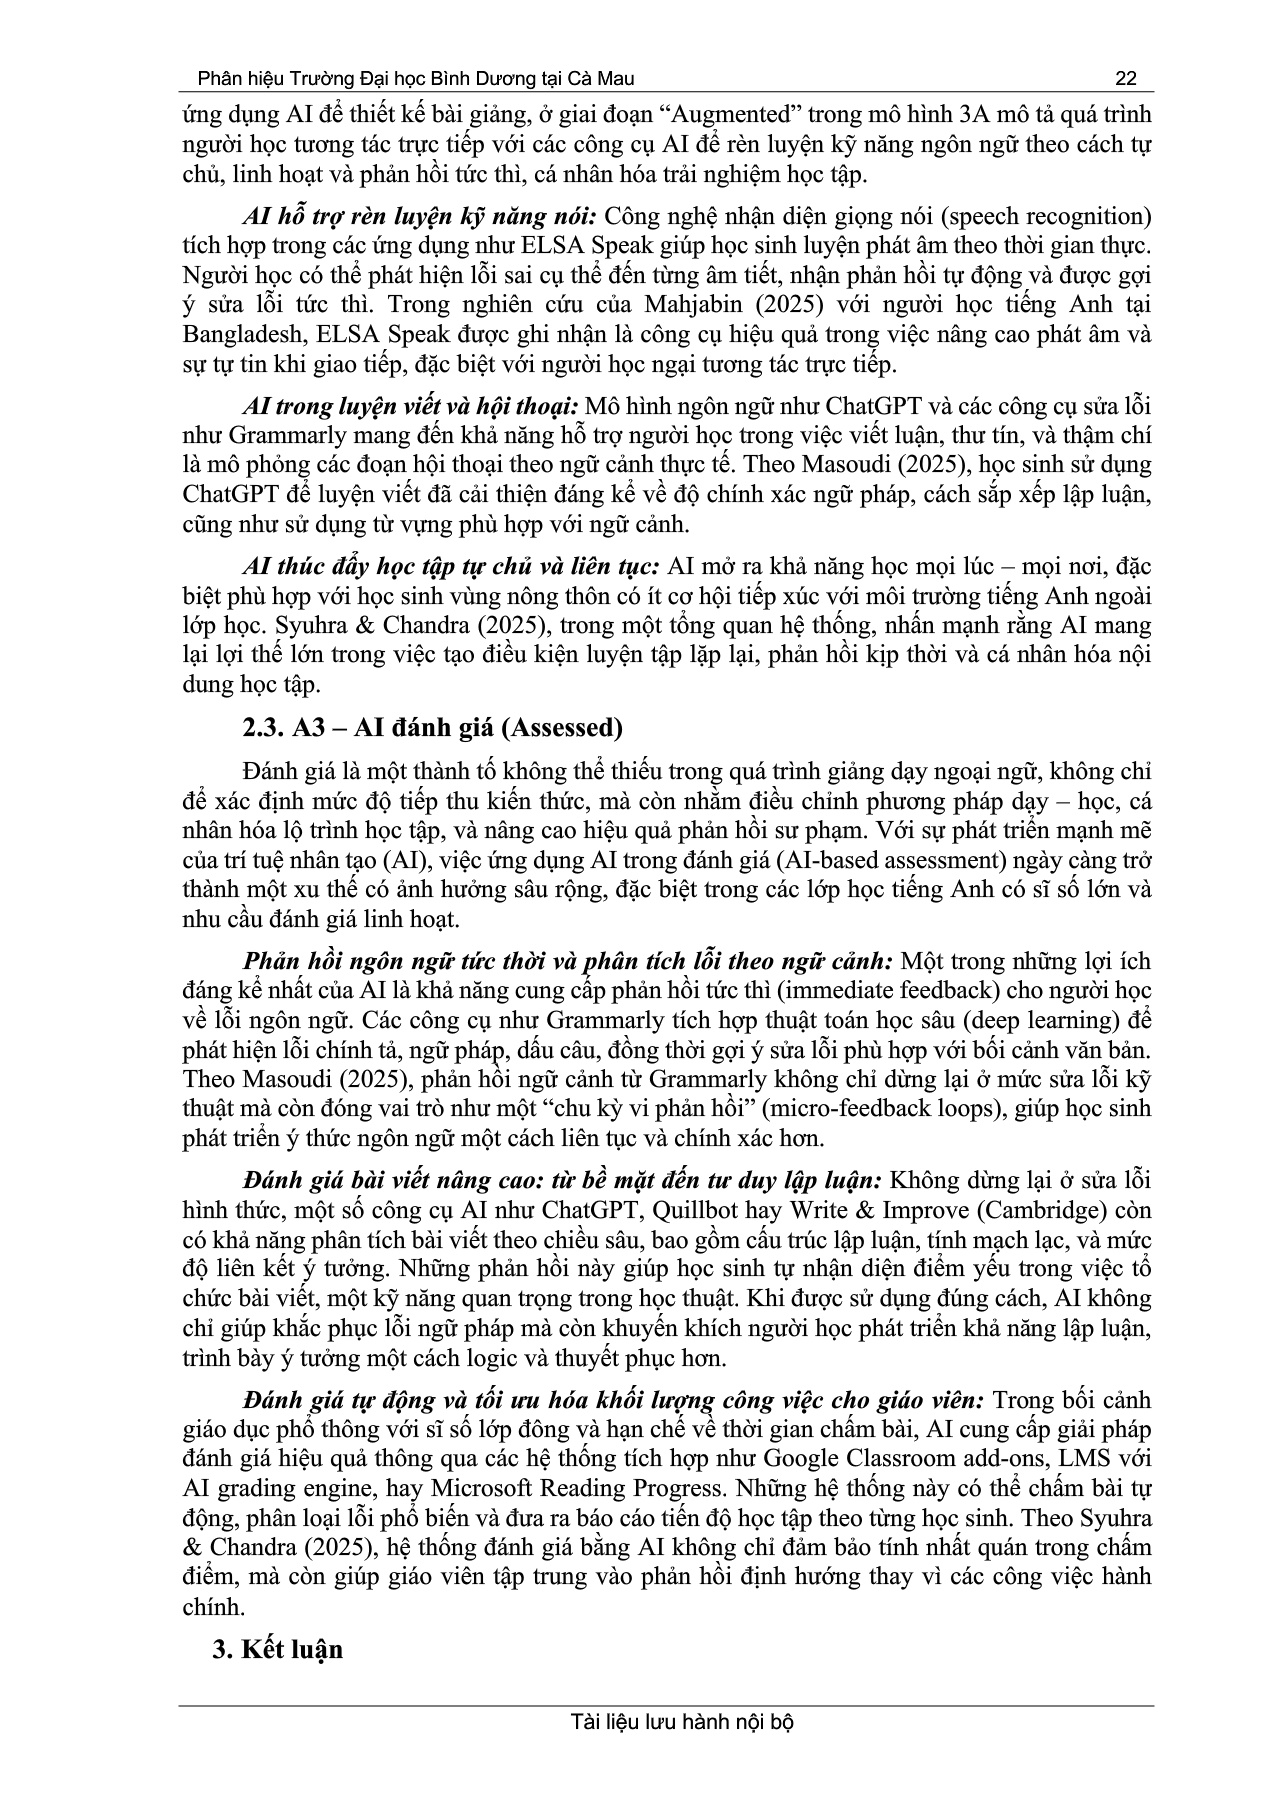 Phân hiệu Trường Đại học Bình Dương tại Cà Mau 22
ứng dụng AI để thiết kế bài giảng, ở giai đoạn “Augmented” trong mô hình 3A mô tả quá trình
người học tương tác trực tiếp với các công cụ AI để rèn luyện kỹ năng ngôn ngữ theo cách tự
chủ, linh hoạt và phản hồi tức thì, cá nhân hóa trải nghiệm học tập.
AI hỗ trợ rèn luyện kỹ năng nói: Công nghệ nhận diện giọng nói (speech recognition)
tích hợp trong các ứng dụng như ELSA Speak giúp học sinh luyện phát âm theo thời gian thực.
Người học có thể phát hiện lỗi sai cụ thể đến từng âm tiết, nhận phản hồi tự động và được gợi
ý sửa lỗi tức thì. Trong nghiên cứu của Mahjabin (2025) với người học tiếng Anh tại
Bangladesh, ELSA Speak được ghi nhận là công cụ hiệu quả trong việc nâng cao phát âm và
sự tự tin khi giao tiếp, đặc biệt với người học ngại tương tác trực tiếp.
AI trong luyện viết và hội thoại: Mô hình ngôn ngữ như ChatGPT và các công cụ sửa lỗi
như Grammarly mang đến khả năng hỗ trợ người học trong việc viết luận, thư tín, và thậm chí
là mô phỏng các đoạn hội thoại theo ngữ cảnh thực tế. Theo Masoudi (2025), học sinh sử dụng
ChatGPT để luyện viết đã cải thiện đáng kể về độ chính xác ngữ pháp, cách sắp xếp lập luận,
cũng như sử dụng từ vựng phù hợp với ngữ cảnh.
AI thúc đẩy học tập tự chủ và liên tục: AI mở ra khả năng học mọi lúc – mọi nơi, đặc
biệt phù hợp với học sinh vùng nông thôn có ít cơ hội tiếp xúc với môi trường tiếng Anh ngoài
lớp học. Syuhra & Chandra (2025), trong một tổng quan hệ thống, nhấn mạnh rằng AI mang
lại lợi thế lớn trong việc tạo điều kiện luyện tập lặp lại, phản hồi kịp thời và cá nhân hóa nội
dung học tập.
2.3. A3 – AI đánh giá (Assessed)
Đánh giá là một thành tố không thể thiếu trong quá trình giảng dạy ngoại ngữ, không chỉ
để xác định mức độ tiếp thu kiến thức, mà còn nhằm điều chỉnh phương pháp dạy – học, cá
nhân hóa lộ trình học tập, và nâng cao hiệu quả phản hồi sư phạm. Với sự phát triển mạnh mẽ
của trí tuệ nhân tạo (AI), việc ứng dụng AI trong đánh giá (AI-based assessment) ngày càng trở
thành một xu thế có ảnh hưởng sâu rộng, đặc biệt trong các lớp học tiếng Anh có sĩ số lớn và
nhu cầu đánh giá linh hoạt.
Phản hồi ngôn ngữ tức thời và phân tích lỗi theo ngữ cảnh: Một trong những lợi ích
đáng kể nhất của AI là khả năng cung cấp phản hồi tức thì (immediate feedback) cho người học
về lỗi ngôn ngữ. Các công cụ như Grammarly tích hợp thuật toán học sâu (deep learning) để
phát hiện lỗi chính tả, ngữ pháp, dấu câu, đồng thời gợi ý sửa lỗi phù hợp với bối cảnh văn bản.
Theo Masoudi (2025), phản hồi ngữ cảnh từ Grammarly không chỉ dừng lại ở mức sửa lỗi kỹ
thuật mà còn đóng vai trò như một “chu kỳ vi phản hồi” (micro-feedback loops), giúp học sinh
phát triển ý thức ngôn ngữ một cách liên tục và chính xác hơn.
Đánh giá bài viết nâng cao: từ bề mặt đến tư duy lập luận: Không dừng lại ở sửa lỗi
hình thức, một số công cụ AI như ChatGPT, Quillbot hay Write & Improve (Cambridge) còn
có khả năng phân tích bài viết theo chiều sâu, bao gồm cấu trúc lập luận, tính mạch lạc, và mức
độ liên kết ý tưởng. Những phản hồi này giúp học sinh tự nhận diện điểm yếu trong việc tổ
chức bài viết, một kỹ năng quan trọng trong học thuật. Khi được sử dụng đúng cách, AI không
chỉ giúp khắc phục lỗi ngữ pháp mà còn khuyến khích người học phát triển khả năng lập luận,
trình bày ý tưởng một cách logic và thuyết phục hơn.
Đánh giá tự động và tối ưu hóa khối lượng công việc cho giáo viên: Trong bối cảnh
giáo dục phổ thông với sĩ số lớp đông và hạn chế về thời gian chấm bài, AI cung cấp giải pháp
đánh giá hiệu quả thông qua các hệ thống tích hợp như Google Classroom add-ons, LMS với
AI grading engine, hay Microsoft Reading Progress. Những hệ thống này có thể chấm bài tự
động, phân loại lỗi phổ biến và đưa ra báo cáo tiến độ học tập theo từng học sinh. Theo Syuhra
& Chandra (2025), hệ thống đánh giá bằng AI không chỉ đảm bảo tính nhất quán trong chấm
điểm, mà còn giúp giáo viên tập trung vào phản hồi định hướng thay vì các công việc hành
chính.
3. Kết luận
Tài liệu lưu hành nội bộ